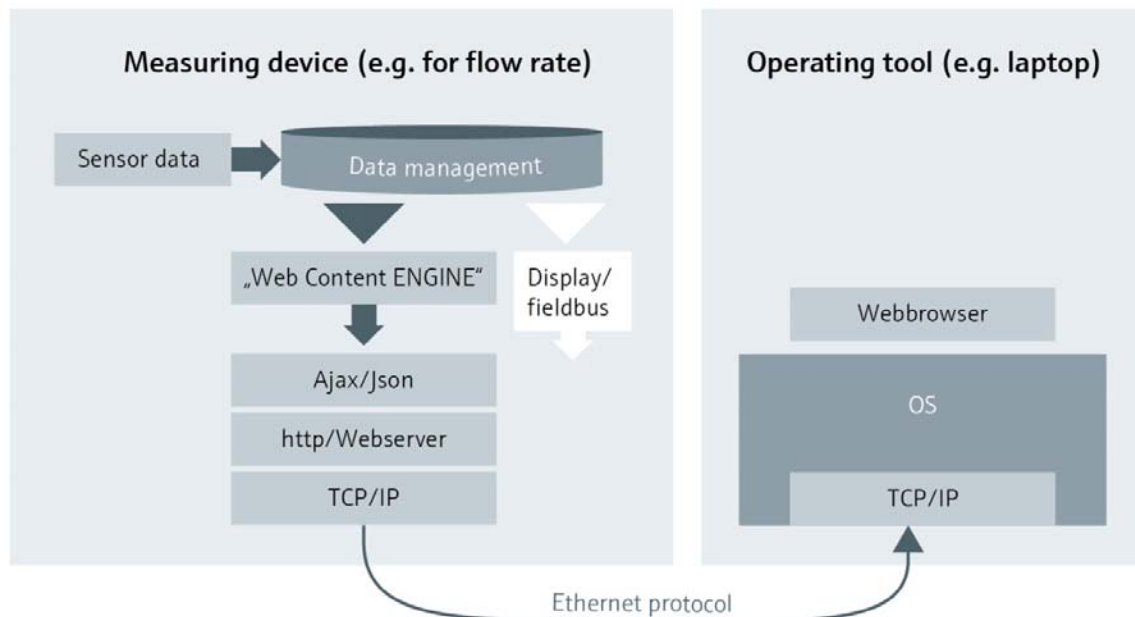 Measuring device (e.g. for flow rate)
Sensor data
Data management
„Web Content ENGINE“
Display/
fieldbus
Ajax/Json
http/Webserver
TCP/IP
Operating tool (e.g. laptop)
Webbrowser
OS
TCP/IP
Ethernet protocol